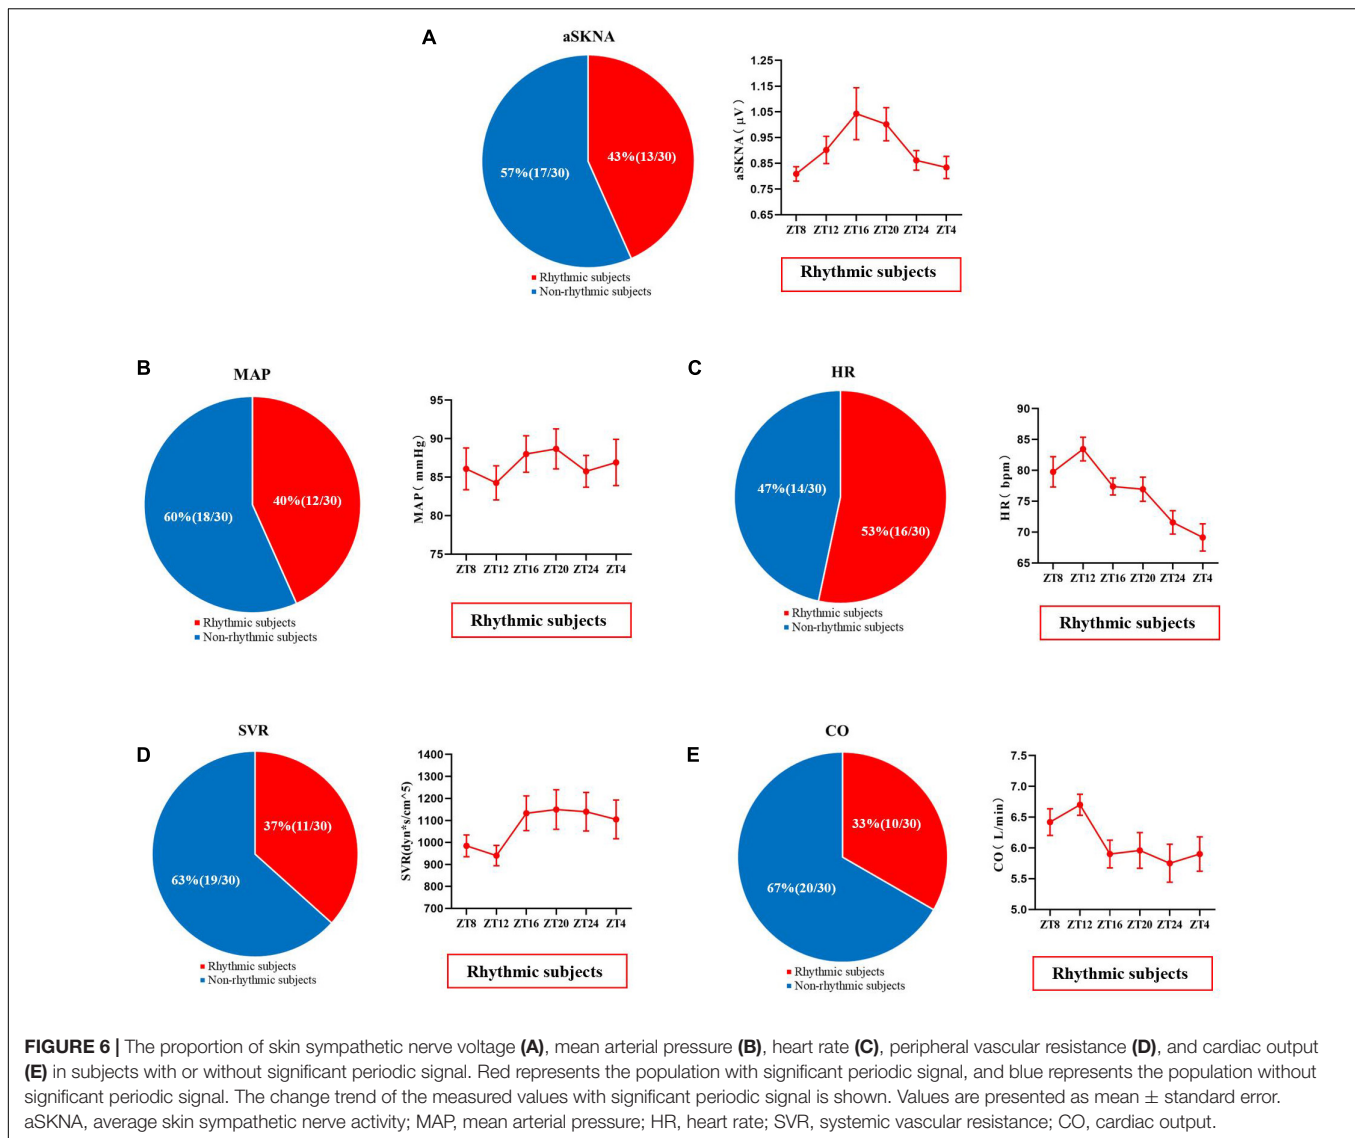 A
aSKNA
57%(17/30)
43%(13/30)
Rhythmic subjects
Non-rhythmic subjects
aSKNA ( μV)
1.25
1.15
1.05
0.95
0.85
0.75
0.65
ZT8 ZT12 ZT16 ZT20 ZT24 ZT4
Rhythmic subjects
B
MAP
60%(18/30)
40%(12/30)
Rhythmic subjects
Non-rhythmic subjects
MAP( mmHg)
95
90
85
80
75
ZT8 ZT12 ZT16 ZT20 ZT24 ZT4
Rhythmic subjects
C
HR
47%(14/30)
53%(16/30)
Rhythmic subjects
Non-rhythmic subjects
HR( bpm)
90
85
80
75
70
65
ZT8 ZT12 ZT16 ZT20 ZT24 ZT4
Rhythmic subjects
D
SVR
37%(11/30)
63%(19/30)
Rhythmic subjects
Non-rhythmic subjects
SVR(dyn*s/cm^5)
1400
1300
1200
1100
1000
900
800
700
ZT8 ZT12 ZT16 ZT20 ZT24 ZT4
Rhythmic subjects
E
CO
33%(10/30)
67%(20/30)
Rhythmic subjects
Non-rhythmic subjects
CO( L/min)
7.5
7.0
6.5
6.0
5.5
5.0
ZT8 ZT12 ZT16 ZT20 ZT24 ZT4
Rhythmic subjects
FIGURE 6 | The proportion of skin sympathetic nerve voltage (A), mean arterial pressure (B), heart rate (C), peripheral vascular resistance (D), and cardiac output
(E) in subjects with or without significant periodic signal. Red represents the population with significant periodic signal, and blue represents the population without
significant periodic signal. The change trend of the measured values with significant periodic signal is shown. Values are presented as mean ± standard error.
aSKNA, average skin sympathetic nerve activity; MAP, mean arterial pressure; HR, heart rate; SVR, systemic vascular resistance; CO, cardiac output.